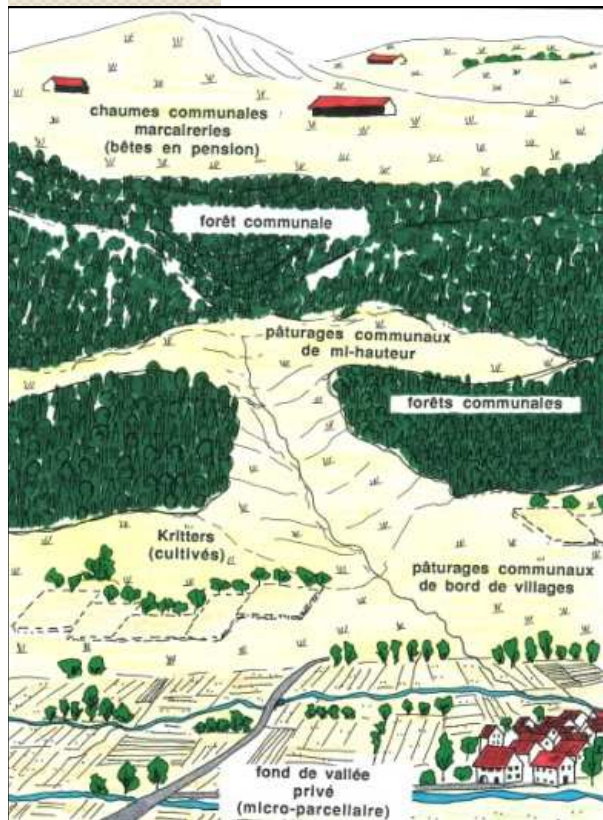 chaumes communales
marcaireries
(bêtes en pension)
forêt communale
pâturages communaux
de mi-hauteur
forêts communales
Kritters
(cultivés)
pâturages communaux
de bord de villages
fond de vallée
privé
(micro-parcellaire)